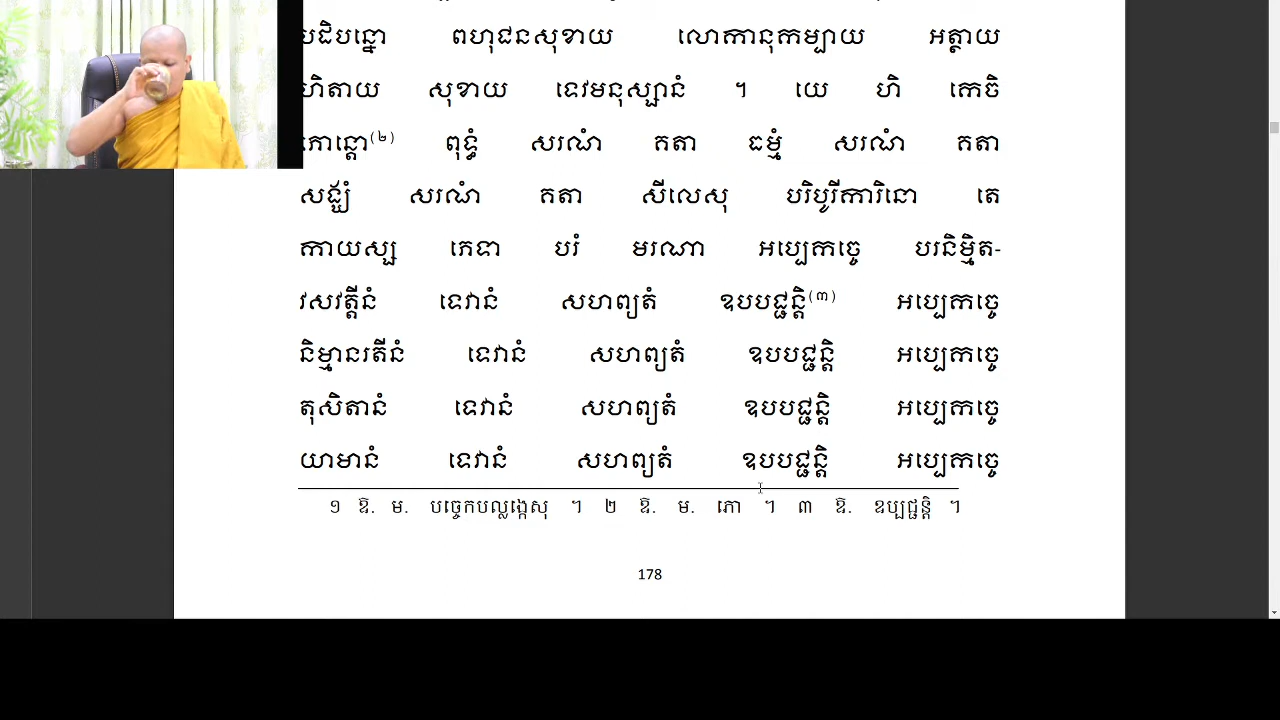 បដិបន្នោ ពហុជនសុខាយ លោកានុកម្បាយ អត្ថាយ
ហិតាយ សុខាយ ទេវមនុស្សានំ ។ យេ ហិ កេចិ
ភោន្តោ(២) ពុទ្ធំ សរណំ គតា ធម្មំ សរណំ គតា
សង្ឃំ សរណំ គតា សីលេសុ បរិបូរីការិនោ តេ
កាយស្ស ភេទា បរំ មរណា អប្បេកច្ចេ បរនិម្មិត-
វសវត្តីនំ ទេវានំ សហព្យតំ ឧបបជ្ជន្តិ(៣) អប្បេកច្ចេ
និម្មានរតីនំ ទេវានំ សហព្យតំ ឧបបជ្ជន្តិ អប្បេកច្ចេ
តុសិតានំ ទេវានំ សហព្យតំ ឧបបជ្ជន្តិ អប្បេកច្ចេ
យាមានំ ទេវានំ សហព្យតំ ឧបបជ្ជន្តិ អប្បេកច្ចេ
១ ឱ. ម. បច្ចេកបល្លង្កេសុ ។ ២ ឱ. ម. ភោ ។ ៣ ឱ. ឧប្បជ្ជន្តិ ។
178